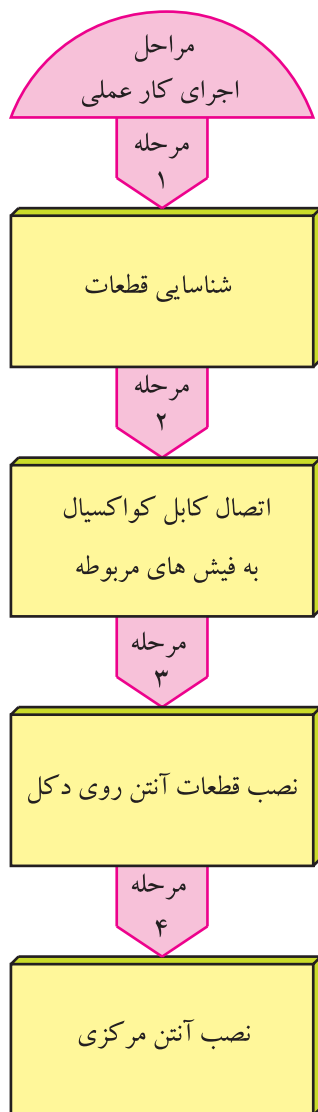 مراحل
اجرای کار عملی
مرحله
۱
شناسایی قطعات
مرحله
۲
اتصال کابل کواکسیال
به فیش های مربوطه
مرحله
۳
نصب قطعات آنتن روی دکل
مرحله
۴
نصب آنتن مرکزی